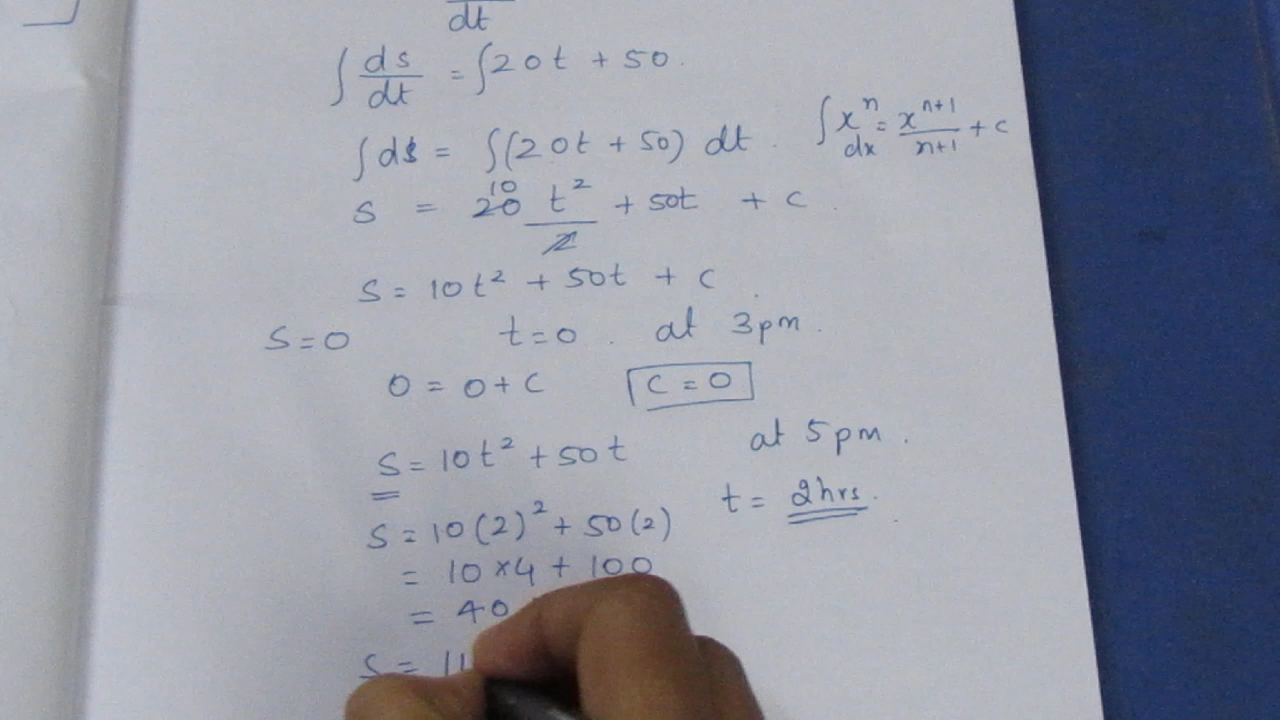 dt
∫ ds/dt = ∫20t + 50.
∫ds = ∫(20t + 50) dt. ∫x^n dx = x^(n+1)/(n+1) + c
s = 20 10 t²/2 + 50t + c.
s = 10t² + 50t + c.
s=0 t=0. at 3pm.
0 = 0+c c = 0
s = 10t² + 50t at 5pm.
t = 2hrs.
s = 10(2)² + 50(2)
= 10×4 + 100
= 40
s =